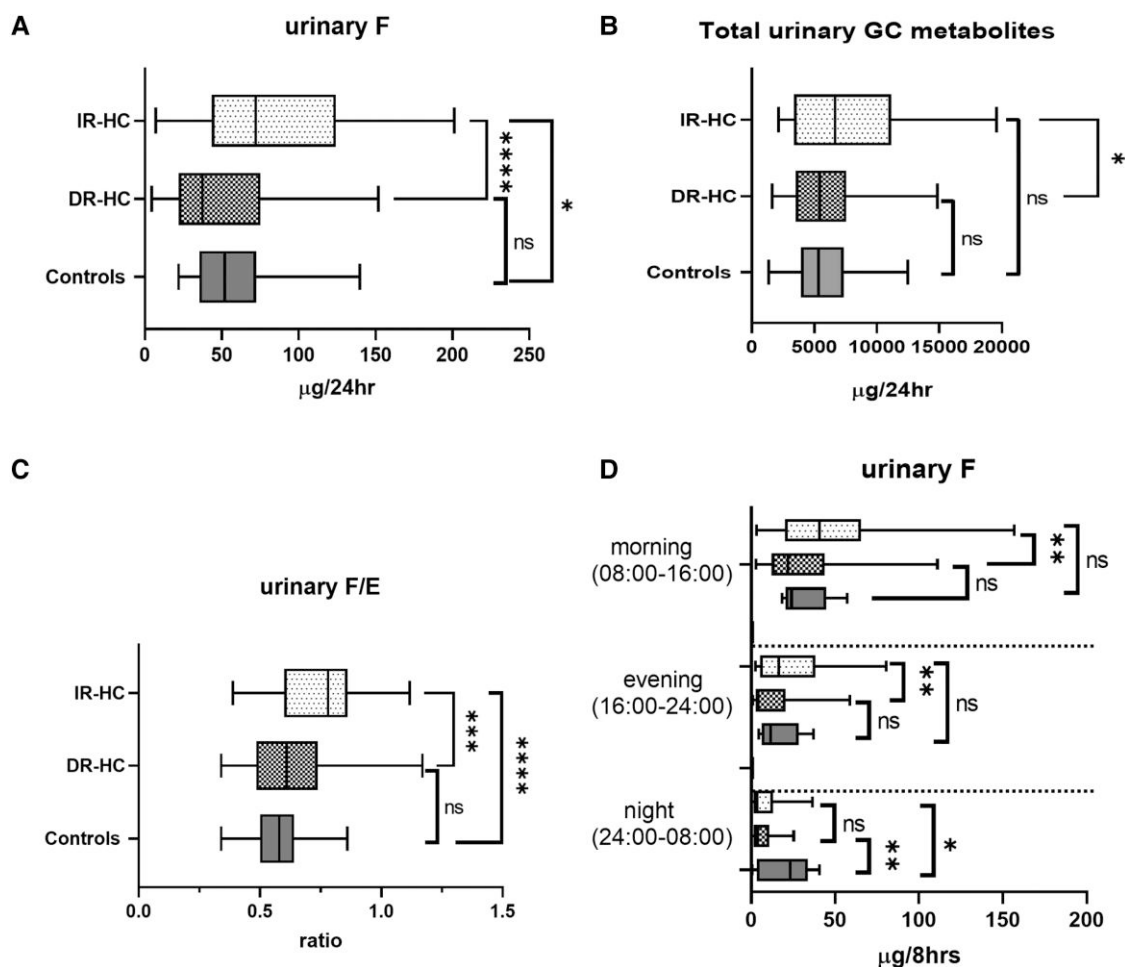 A
urinary F
IR-HC
DR-HC
Controls
****
*
ns
0 50 100 150 200 250
μg/24hr
B
Total urinary GC metabolites
IR-HC
DR-HC
Controls
ns
ns
*
0 5000 10000 15000 20000
μg/24hr
C
urinary F/E
IR-HC
DR-HC
Controls
***
ns
****
0.0 0.5 1.0 1.5
ratio
D
urinary F
morning
(08:00-16:00)
**
ns
ns
evening
(16:00-24:00)
**
ns
ns
night
(24:00-08:00)
ns
**
*
0 50 100 150 200
μg/8hrs